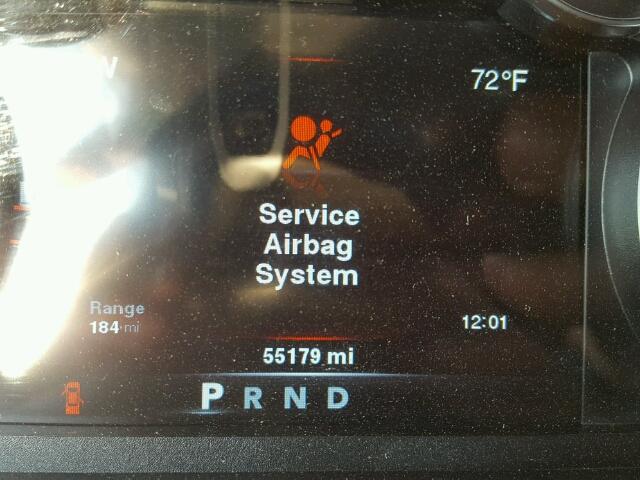 72°F
Service
Airbag
System
Range
184 mi
12:01
55179 mi
P R N D